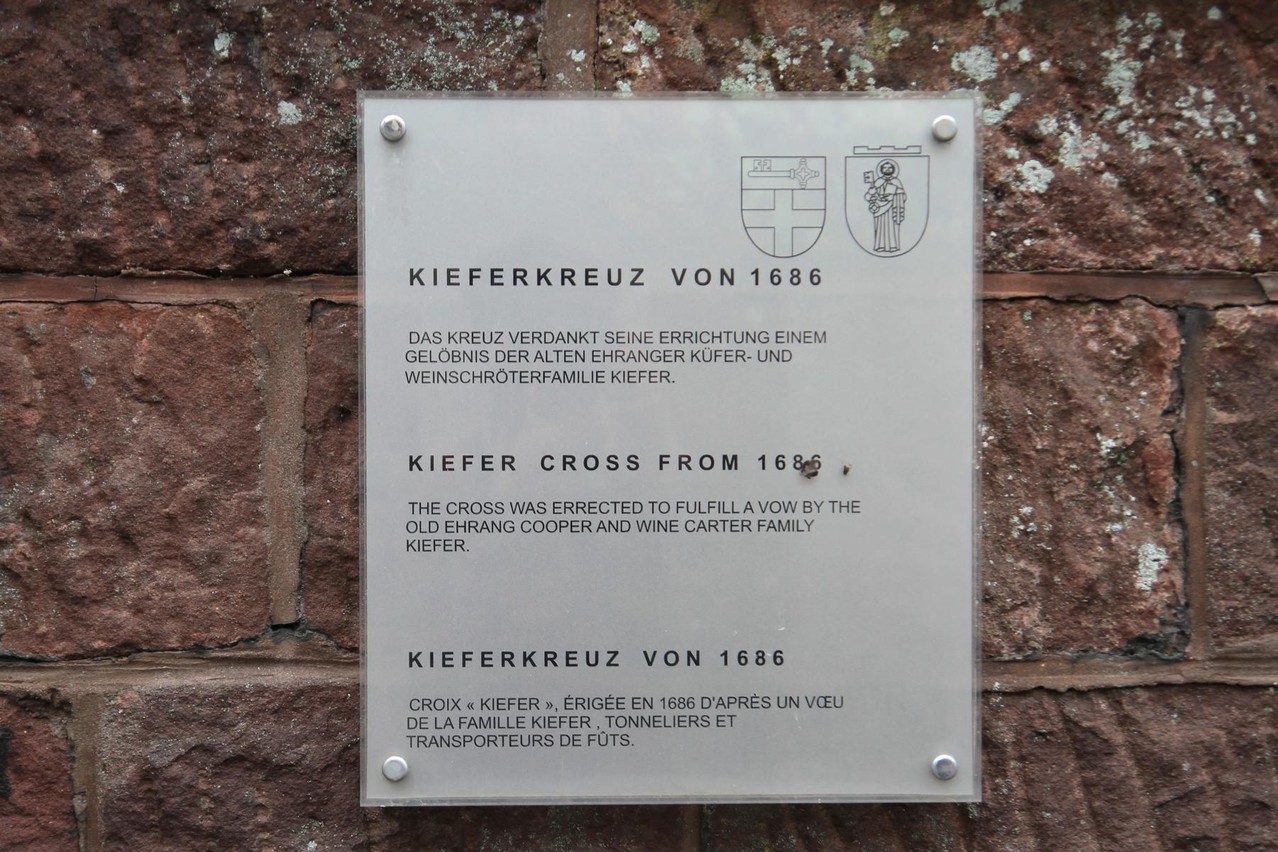 KIEFERKREUZ VON 1686
DAS KREUZ VERDANKT SEINE ERRICHTUNG EINEM
GELÖBNIS DER ALTEN EHRANGER KÜFER- UND
WEINSCHRÖTERFAMILIE KIEFER.
KIEFER CROSS FROM 1686
THE CROSS WAS ERRECTED TO FULFILL A VOW BY THE
OLD EHRANG COOPER AND WINE CARTER FAMILY
KIEFER.
KIEFERKREUZ VON 1686
CROIX « KIEFER », ÉRIGÉE EN 1686 D'APRÈS UN VŒU
DE LA FAMILLE KIEFER , TONNELIERS ET
TRANSPORTEURS DE FÛTS.